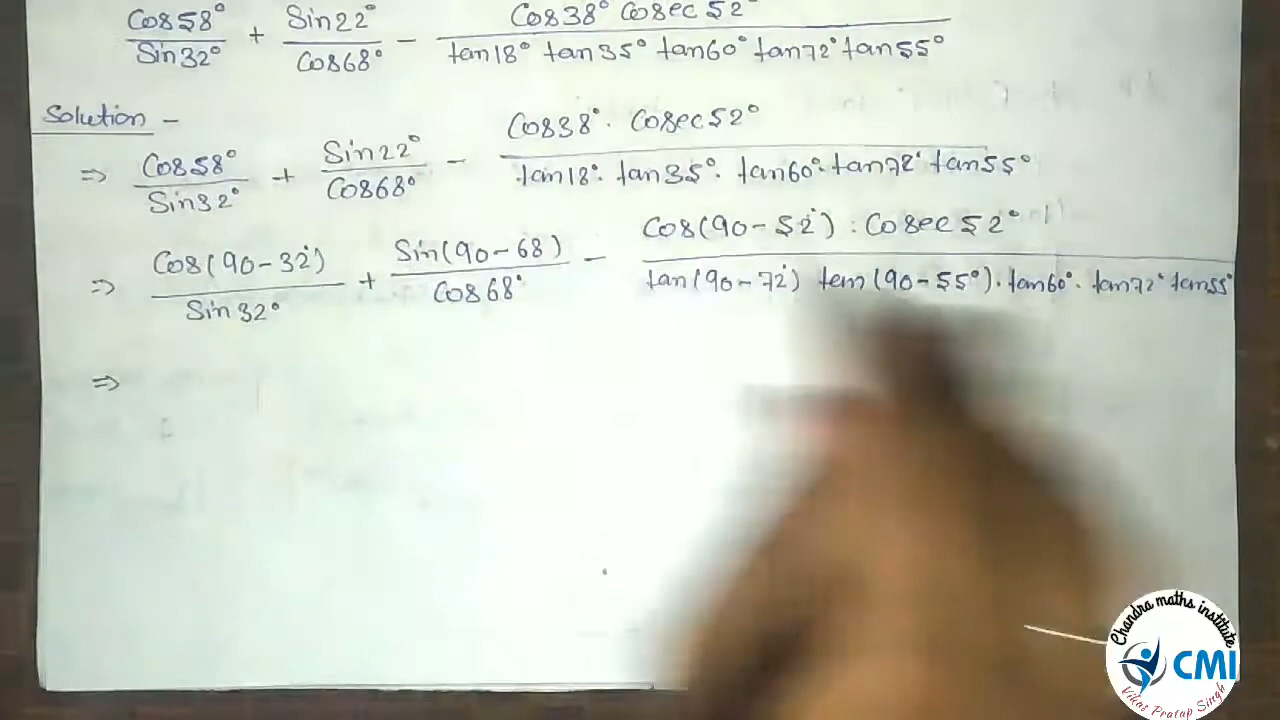 Cos58° / Sin32° + Sin22° / Cos68° - Cos38° Cosec52° / tan18° tan35° tan60° tan72° tan55°
Solution -
⇒ Cos58° / Sin32° + Sin22° / Cos68° - Cos38° · Cosec52° / tan18° · tan35° · tan60° · tan72° tan55°
⇒ Cos(90-32°) / Sin32° + Sin(90-68) / Cos68° - Cos(90-52°) · Cosec52° / tan(90-72°) tan(90-55°) · tan60° · tan72° tan55°
⇒
Chandra maths institute
CMI
Vikas Pratap Singh